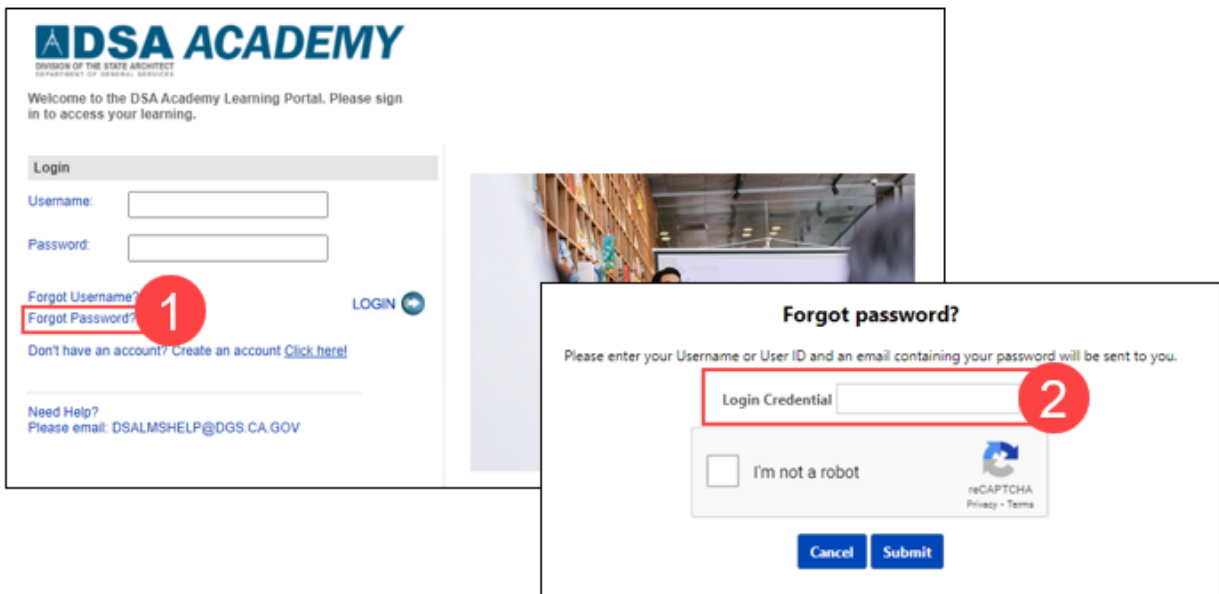 DSA ACADEMY
DIVISION OF THE STATE ARCHITECT
DEPARTMENT OF GENERAL SERVICES
Welcome to the DSA Academy Learning Portal. Please sign
in to access your learning.
Login
Username:
Password:
Forgot Username?
Forgot Password?
1
LOGIN
Don't have an account? Create an account Click here!
Need Help?
Please email: DSALMSHELP@DGS.CA.GOV
Forgot password?
Please enter your Username or User ID and an email containing your password will be sent to you.
Login Credential
2
I'm not a robot
reCAPTCHA
Privacy - Terms
Cancel
Submit